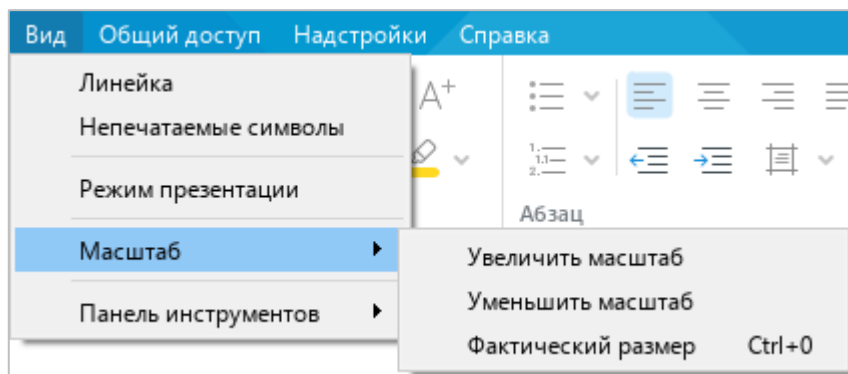 Вид Общий доступ Надстройки Справка
Линейка
Непечатаемые символы
Режим презентации
Абзац
Масштаб
Увеличить масштаб
Уменьшить масштаб
Панель инструментов
Фактический размер Ctrl+0